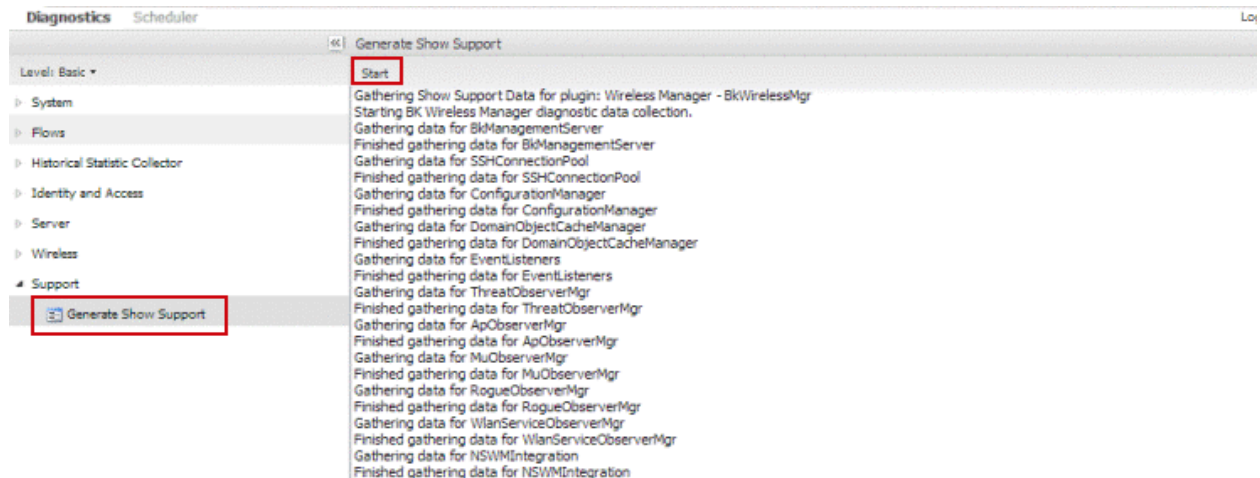 Diagnostics Scheduler Log
Generate Show Support
Level: Basic
Start
System
Flows
Historical Statistic Collector
Identity and Access
Server
Wireless
Support
Generate Show Support
Gathering Show Support Data for plugin: Wireless Manager - BkWirelessMgr
Starting BK Wireless Manager diagnostic data collection.
Gathering data for BkManagementServer
Finished gathering data for BkManagementServer
Gathering data for SSHConnectionPool
Finished gathering data for SSHConnectionPool
Gathering data for ConfigurationManager
Finished gathering data for ConfigurationManager
Gathering data for DomainObjectCacheManager
Finished gathering data for DomainObjectCacheManager
Gathering data for EventListeners
Finished gathering data for EventListeners
Gathering data for ThreatObserverMgr
Finished gathering data for ThreatObserverMgr
Gathering data for ApObserverMgr
Finished gathering data for ApObserverMgr
Gathering data for MuObserverMgr
Finished gathering data for MuObserverMgr
Gathering data for RogueObserverMgr
Finished gathering data for RogueObserverMgr
Gathering data for WlanServiceObserverMgr
Finished gathering data for WlanServiceObserverMgr
Gathering data for NSWMIntegration
Finished gathering data for NSWMIntegration